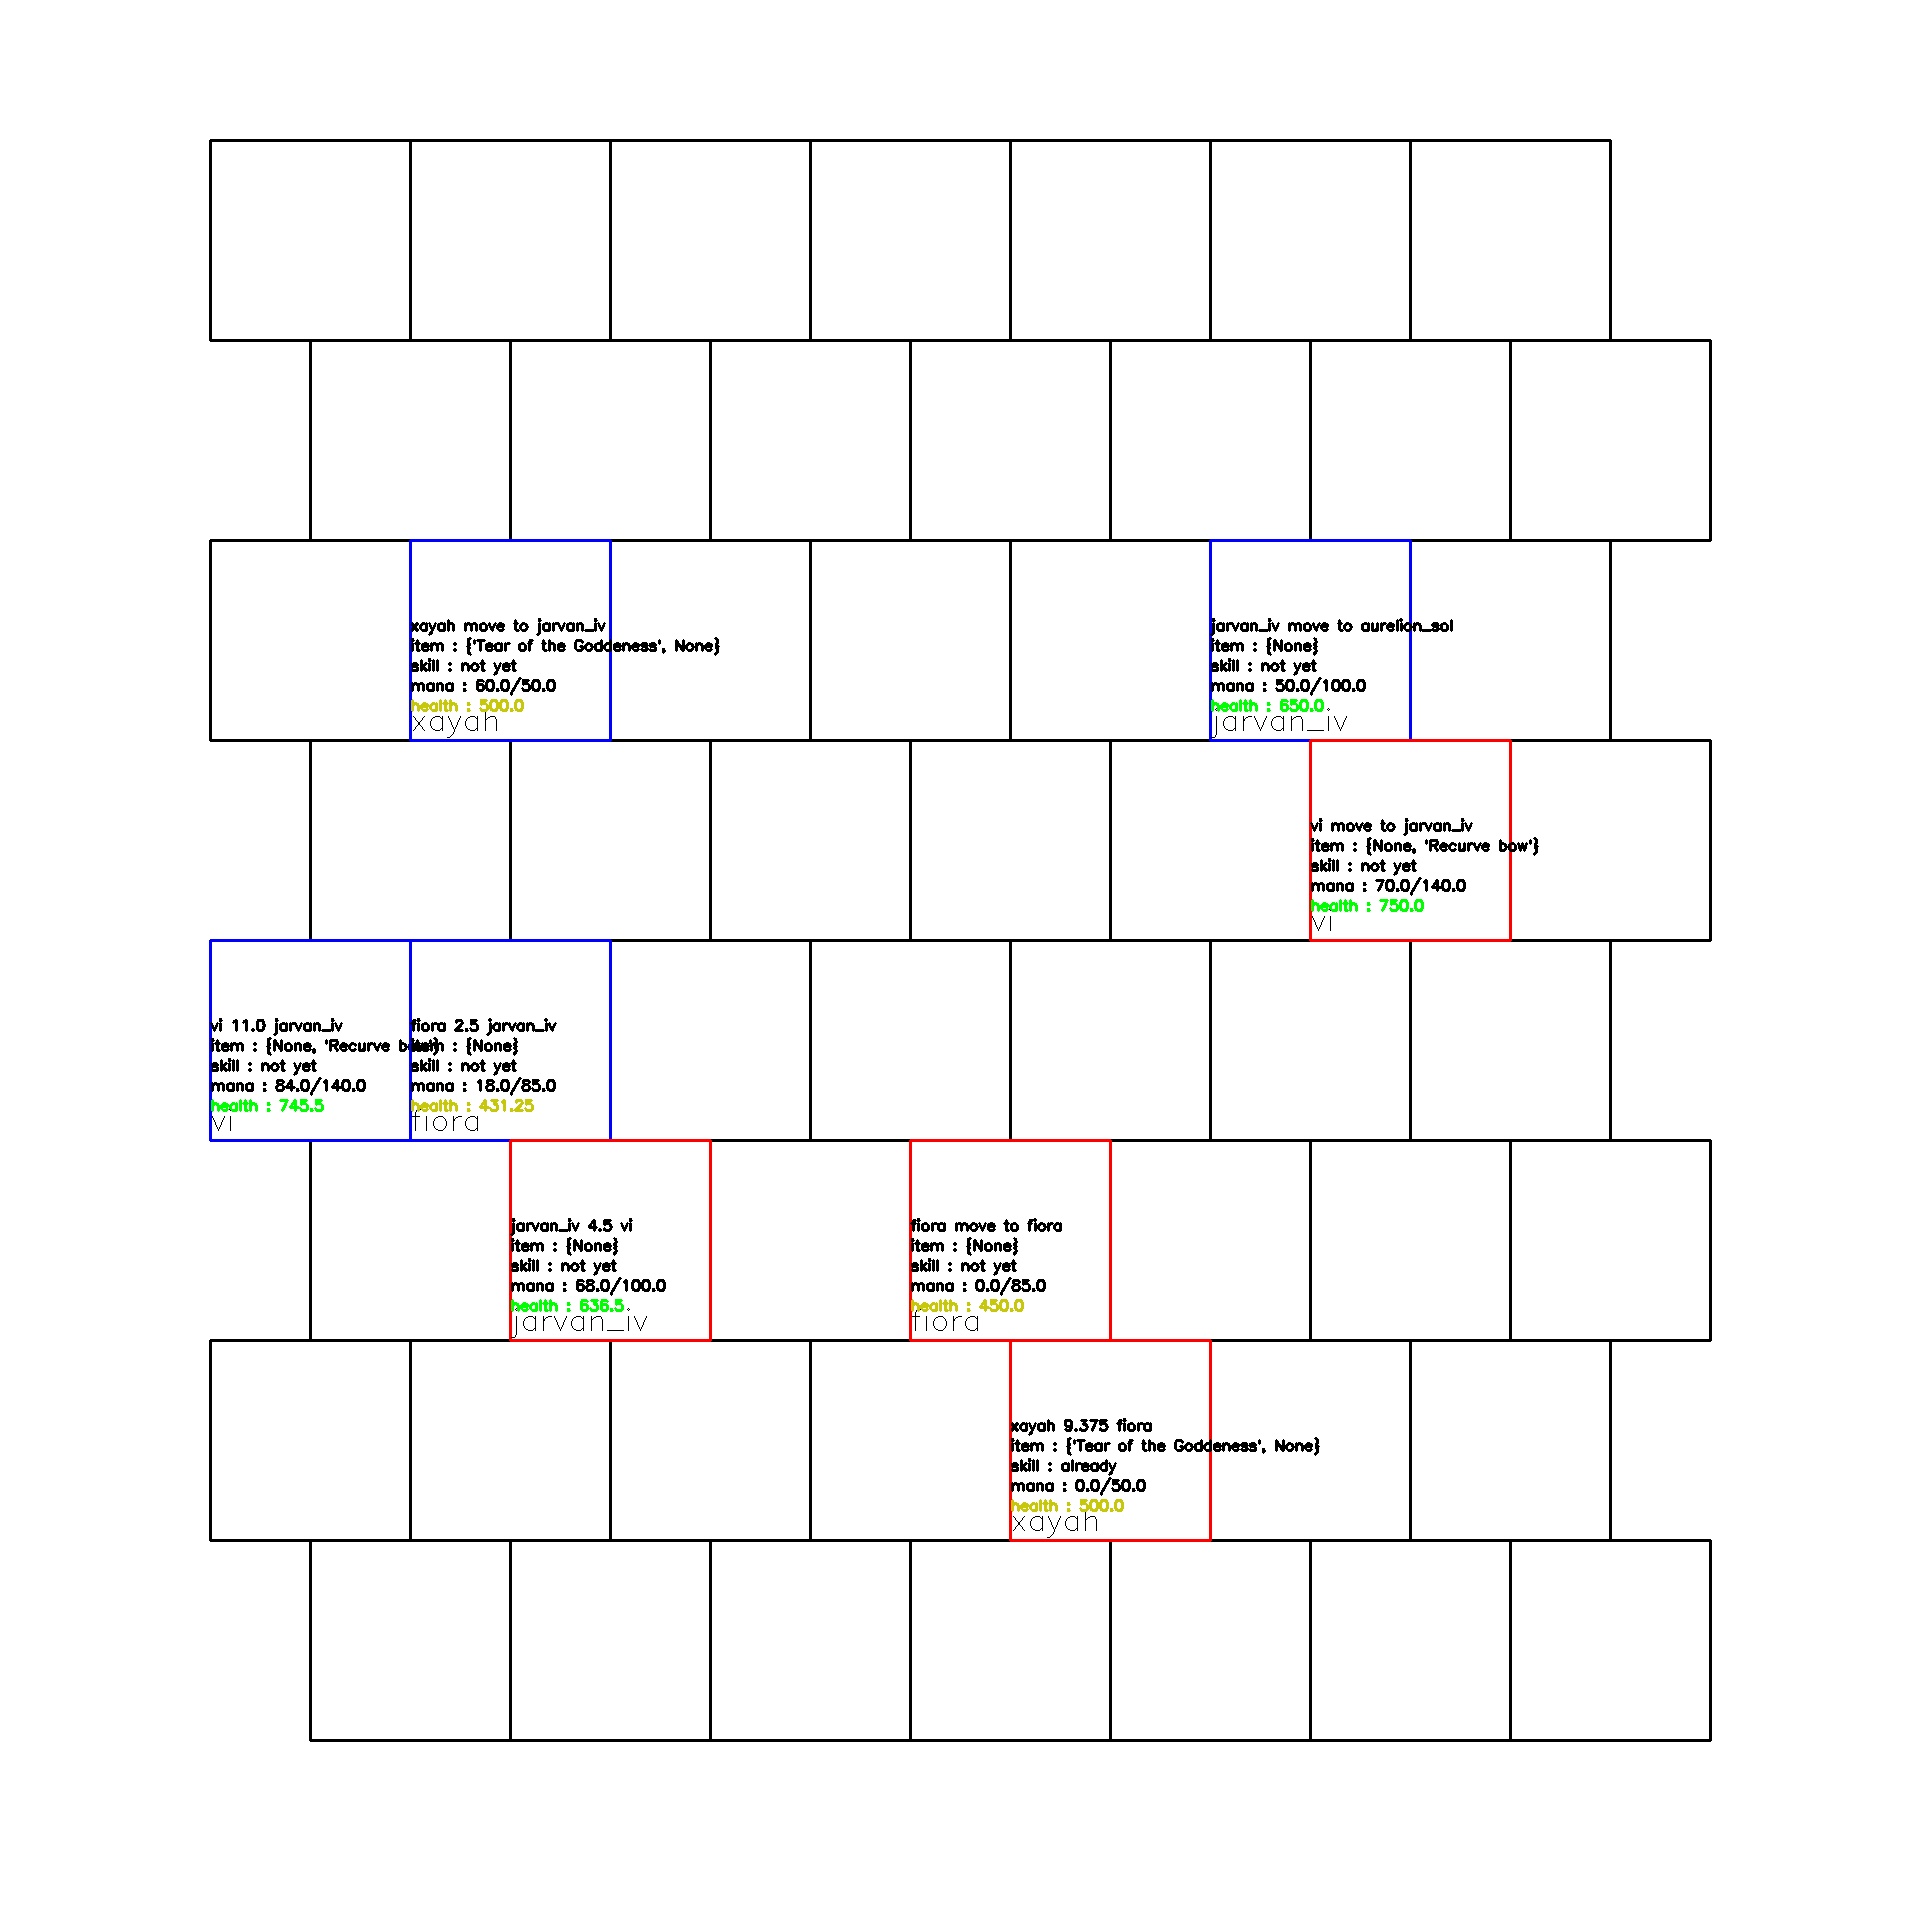 xayah move to jarvan_iv
item : {'Tear of the Goddeness', None}
skill : not yet
mana : 60.0/50.0
health : 500.0
xayah
jarvan_iv move to aurelion_sol
item : {None}
skill : not yet
mana : 50.0/100.0
health : 650.0
jarvan_iv
vi move to jarvan_iv
item : {None, 'Recurve bow'}
skill : not yet
mana : 70.0/140.0
health : 750.0
vi
vi 11.0 jarvan_iv
item : {None, 'Recurve bow'}
skill : not yet
mana : 84.0/140.0
health : 745.5
vi
fiora 2.5 jarvan_iv
item : {None}
skill : not yet
mana : 18.0/85.0
health : 431.25
fiora
jarvan_iv 4.5 vi
item : {None}
skill : not yet
mana : 68.0/100.0
health : 636.5
jarvan_iv
fiora move to fiora
item : {None}
skill : not yet
mana : 0.0/85.0
health : 450.0
fiora
xayah 9.375 fiora
item : {'Tear of the Goddeness', None}
skill : already
mana : 0.0/50.0
health : 500.0
xayah